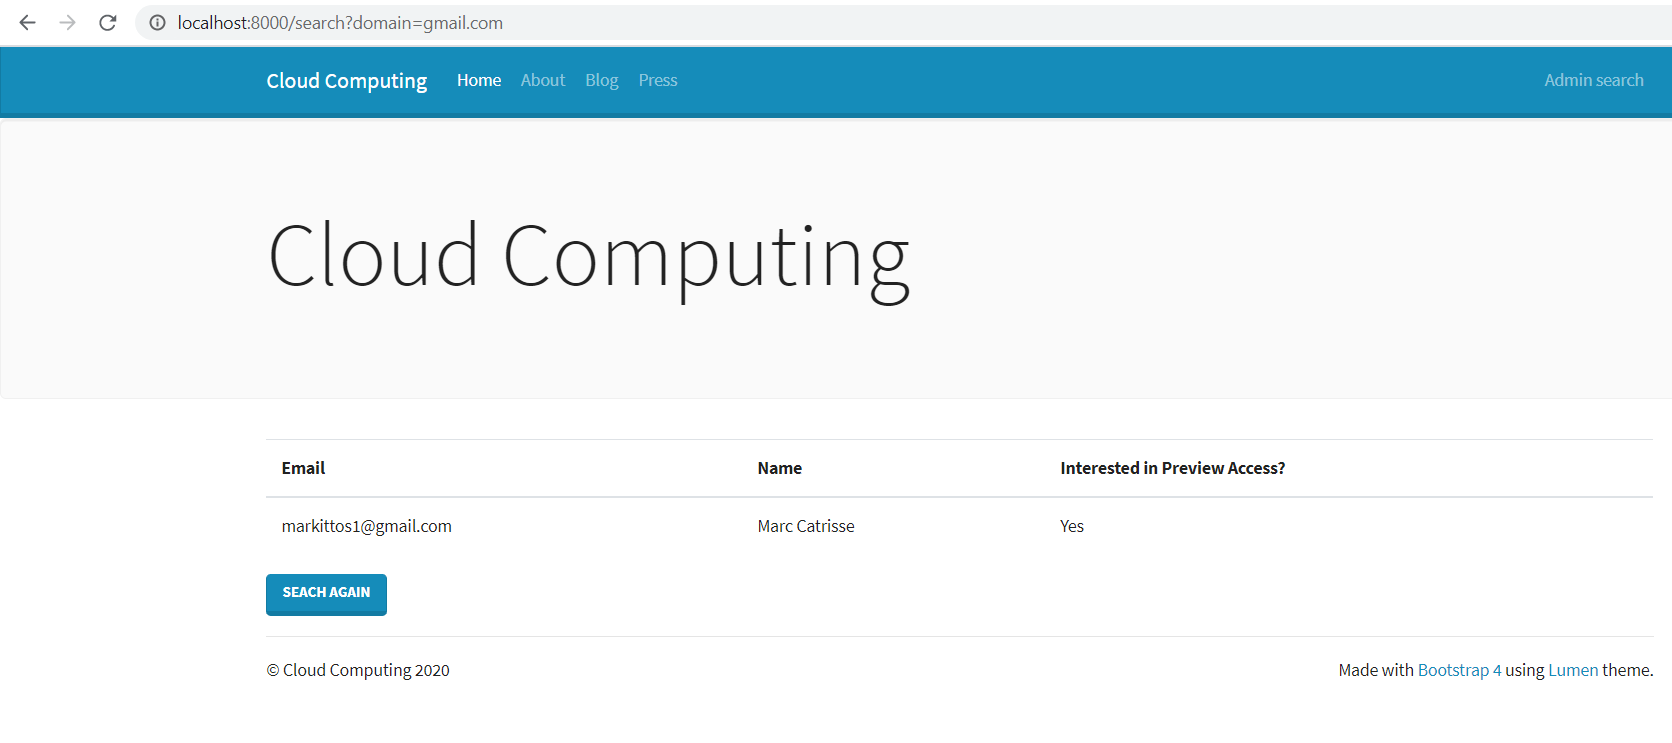 localhost:8000/search?domain=gmail.com
Cloud Computing Home About Blog Press Admin search
Cloud Computing
Email Name Interested in Preview Access?
markittos1@gmail.com Marc Catrisse Yes
SEACH AGAIN
© Cloud Computing 2020 Made with Bootstrap 4 using Lumen theme.